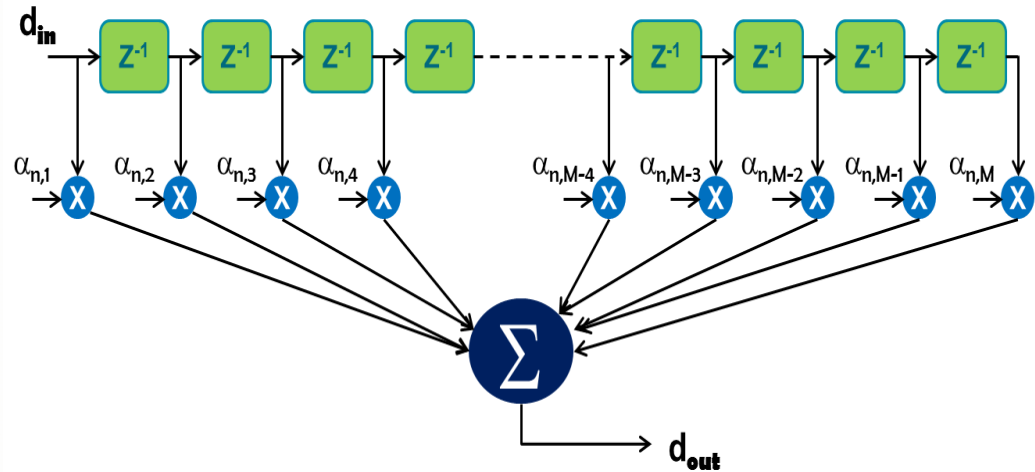 d_in
Z⁻¹ Z⁻¹ Z⁻¹ Z⁻¹ Z⁻¹ Z⁻¹ Z⁻¹ Z⁻¹
α_n,1 α_n,2 α_n,3 α_n,4 α_n,M-4 α_n,M-3 α_n,M-2 α_n,M-1 α_n,M
X X X X X X X X X
Σ
d_out